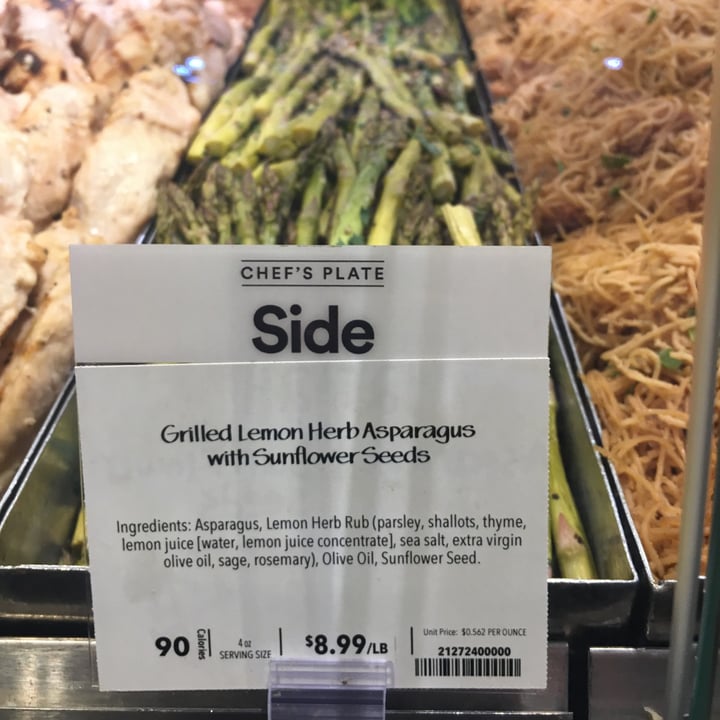 CHEF'S PLATE
Side
Grilled Lemon Herb Asparagus
with Sunflower Seeds
Ingredients: Asparagus, Lemon Herb Rub (parsley, shallots, thyme,
lemon juice [water, lemon juice concentrate], sea salt, extra virgin
olive oil, sage, rosemary), Olive Oil, Sunflower Seed.
90 Calories
4 oz
SERVING SIZE
$8.99/LB
Unit Price: $0.562 PER OUNCE
21272400000